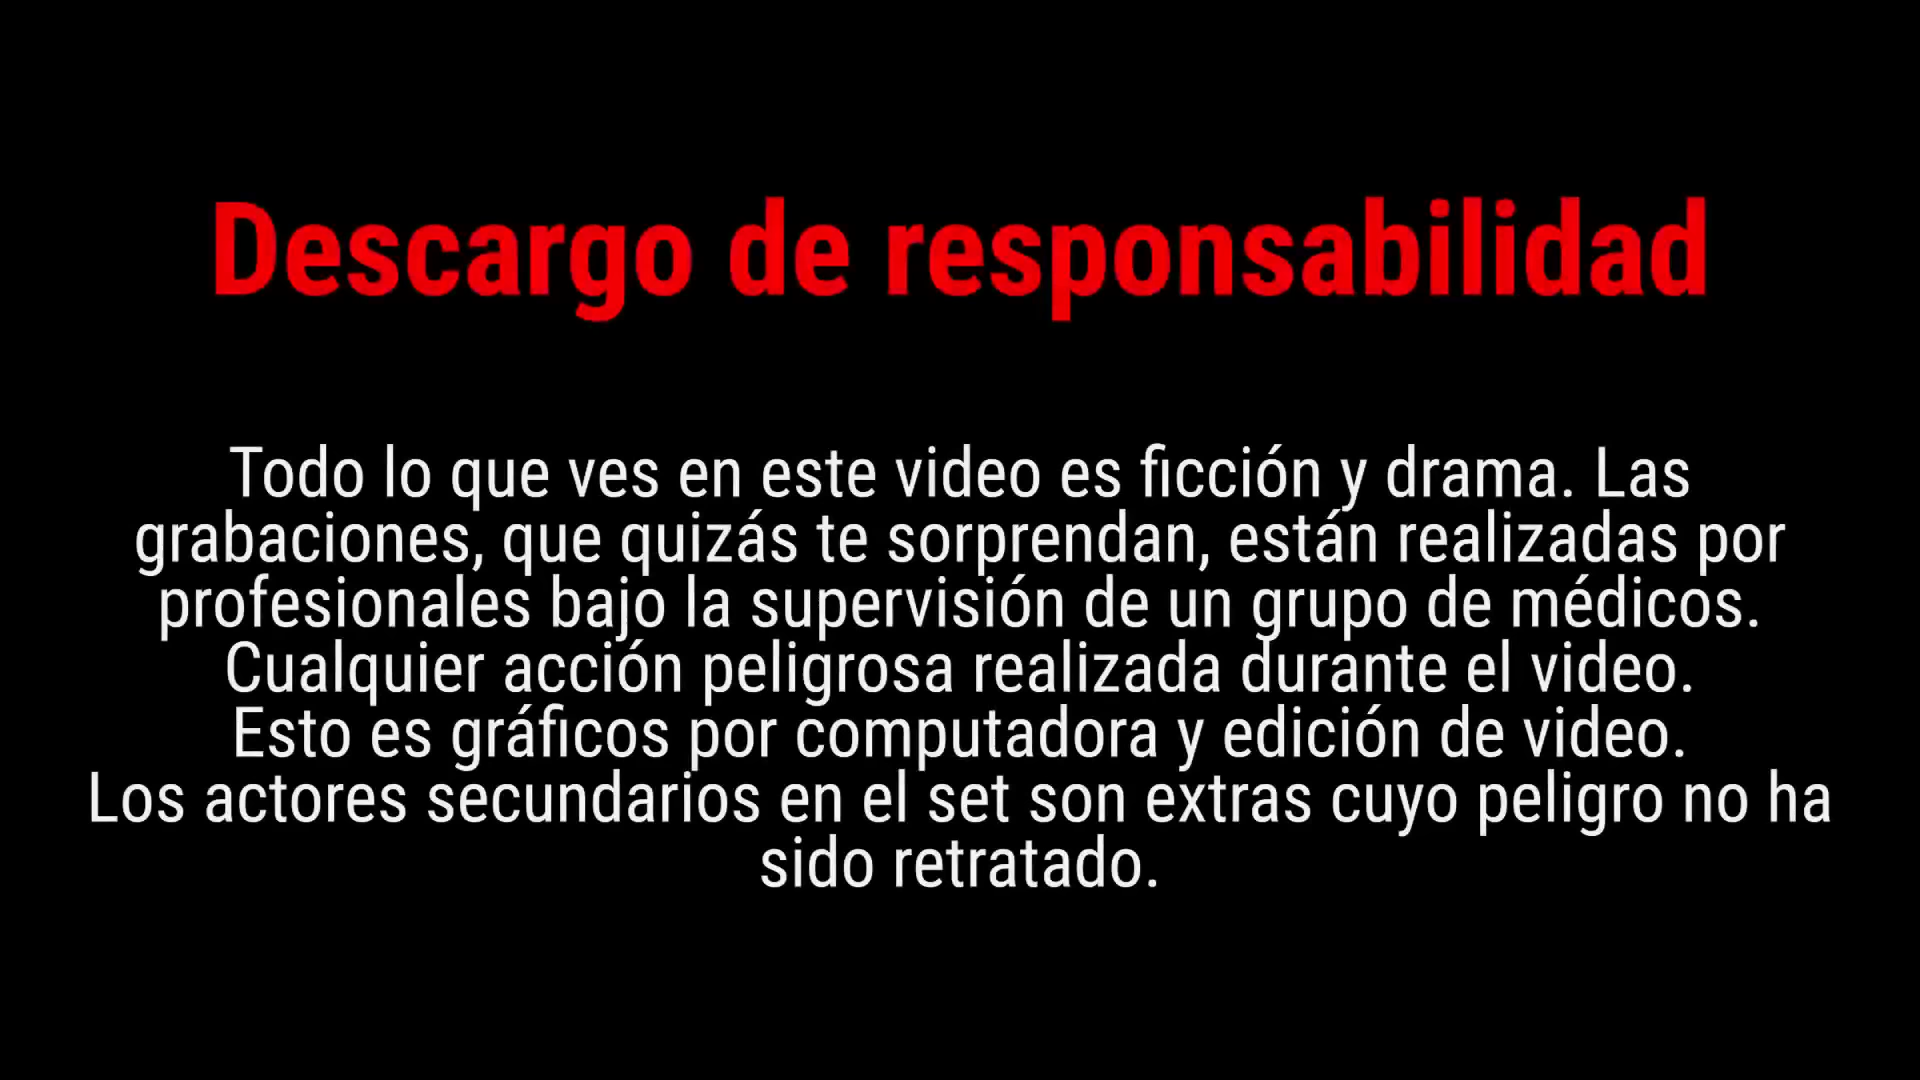 Descargo de responsabilidad
Todo lo que ves en este video es ficción y drama. Las
grabaciones, que quizás te sorprendan, están realizadas por
profesionales bajo la supervisión de un grupo de médicos.
Cualquier acción peligrosa realizada durante el video.
Esto es gráficos por computadora y edición de video.
Los actores secundarios en el set son extras cuyo peligro no ha
sido retratado.